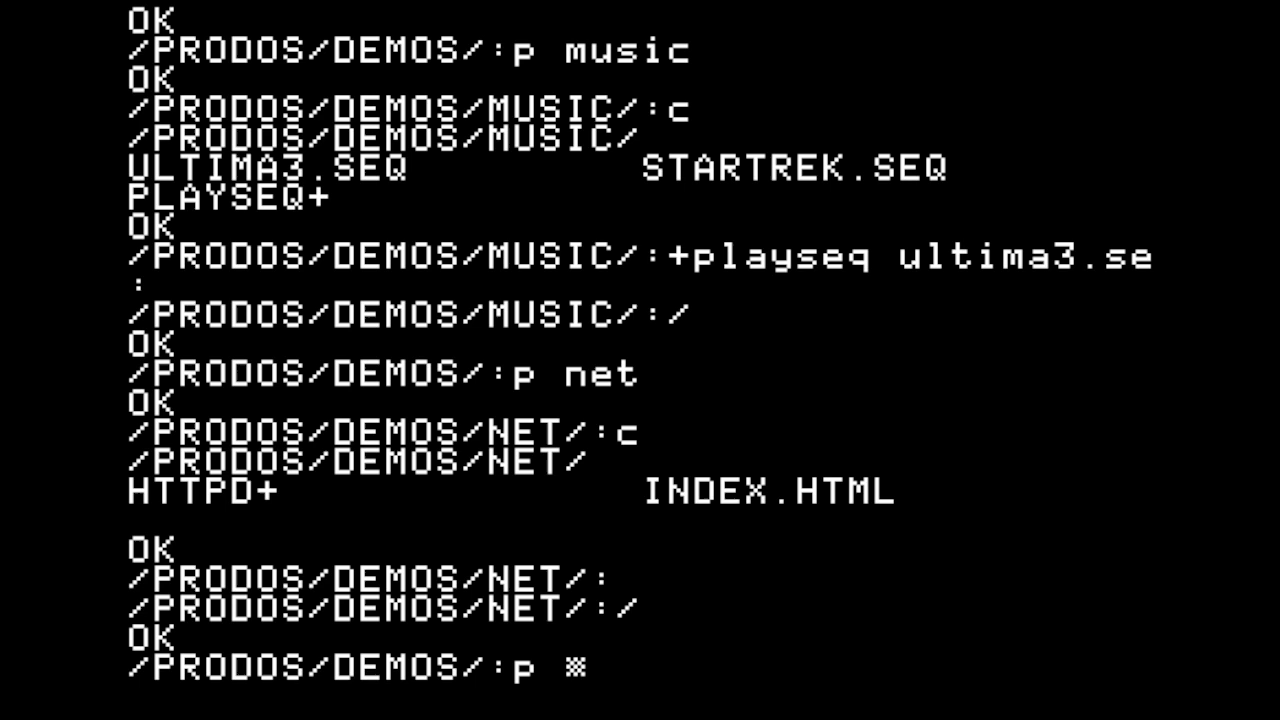 OK
/PRODOS/DEMOS/:p music
OK
/PRODOS/DEMOS/MUSIC/:c
/PRODOS/DEMOS/MUSIC/
ULTIMA3.SEQ STARTREK.SEQ
PLAYSEQ+
OK
/PRODOS/DEMOS/MUSIC/:+playseq ultima3.se
:
/PRODOS/DEMOS/MUSIC/:/
OK
/PRODOS/DEMOS/:p net
OK
/PRODOS/DEMOS/NET/:c
/PRODOS/DEMOS/NET/
HTTPD+ INDEX.HTML
OK
/PRODOS/DEMOS/NET/:
/PRODOS/DEMOS/NET/:/
OK
/PRODOS/DEMOS/:p